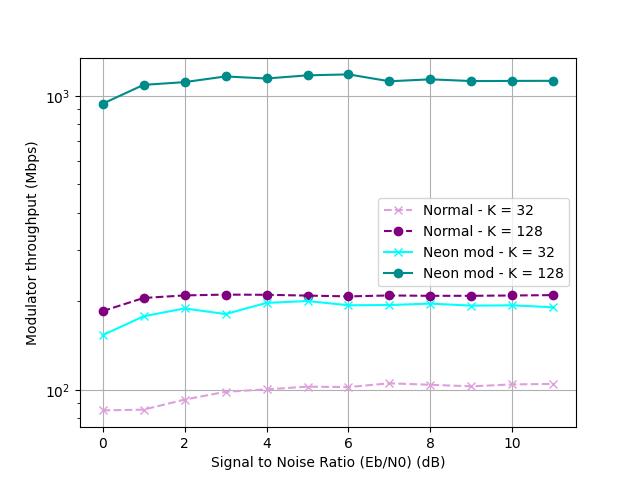 10³
10²
Modulator throughput (Mbps)
Normal - K = 32
Normal - K = 128
Neon mod - K = 32
Neon mod - K = 128
0 2 4 6 8 10
Signal to Noise Ratio (Eb/N0) (dB)